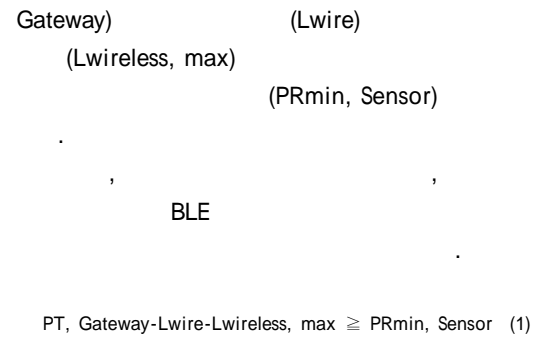 Gateway) (Lwire)
(Lwireless, max)
(PRmin, Sensor)
.
, ,
BLE
.
PT, Gateway-Lwire-Lwireless, max ≧ PRmin, Sensor (1)